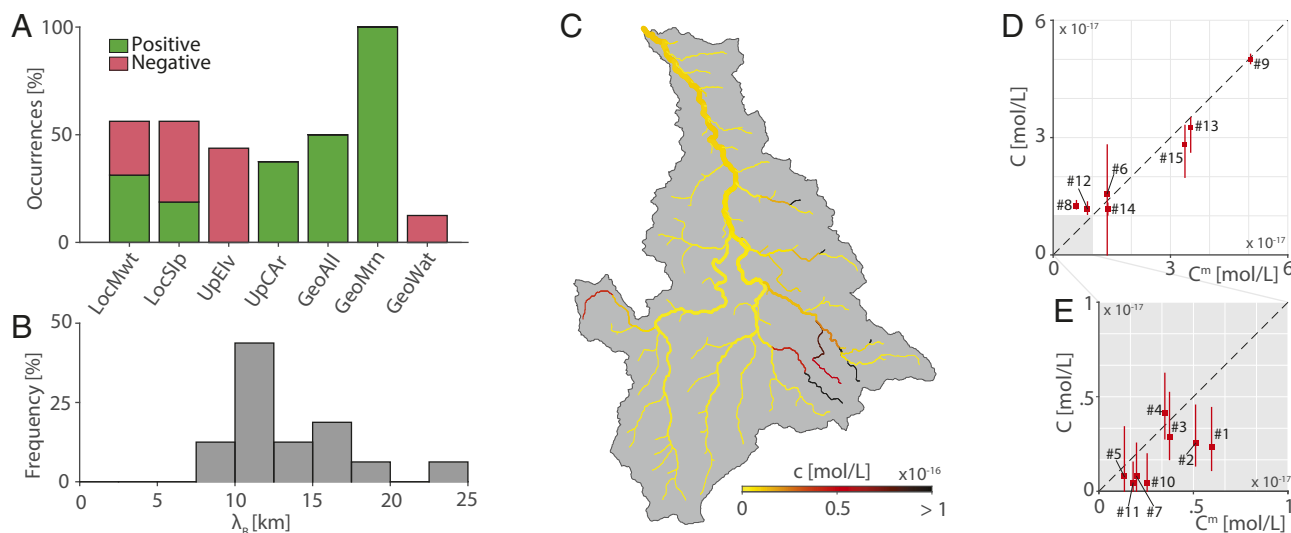 A
Occurrences [%]
100
50
0
Positive
Negative
LocMwt
LocSlp
UpElv
UpCAr
GeoAll
GeoMrn
GeoWat
B
Frequency [%]
50
25
0
0
5
10
15
20
25
λ_B [km]
C
c [mol/L]
x10⁻¹⁶
0
0.5
> 1
D
C [mol/L]
6
3
0
x 10⁻¹⁷
#9
#13
#15
#6
#12
#8
#14
x 10⁻¹⁷
0
3
6
Cᵐ [mol/L]
E
C [mol/L]
1
.5
0
x 10⁻¹⁷
#4
#3
#1
#2
#5
#10
#11
#7
x 10⁻¹⁷
0
.5
1
Cᵐ [mol/L]